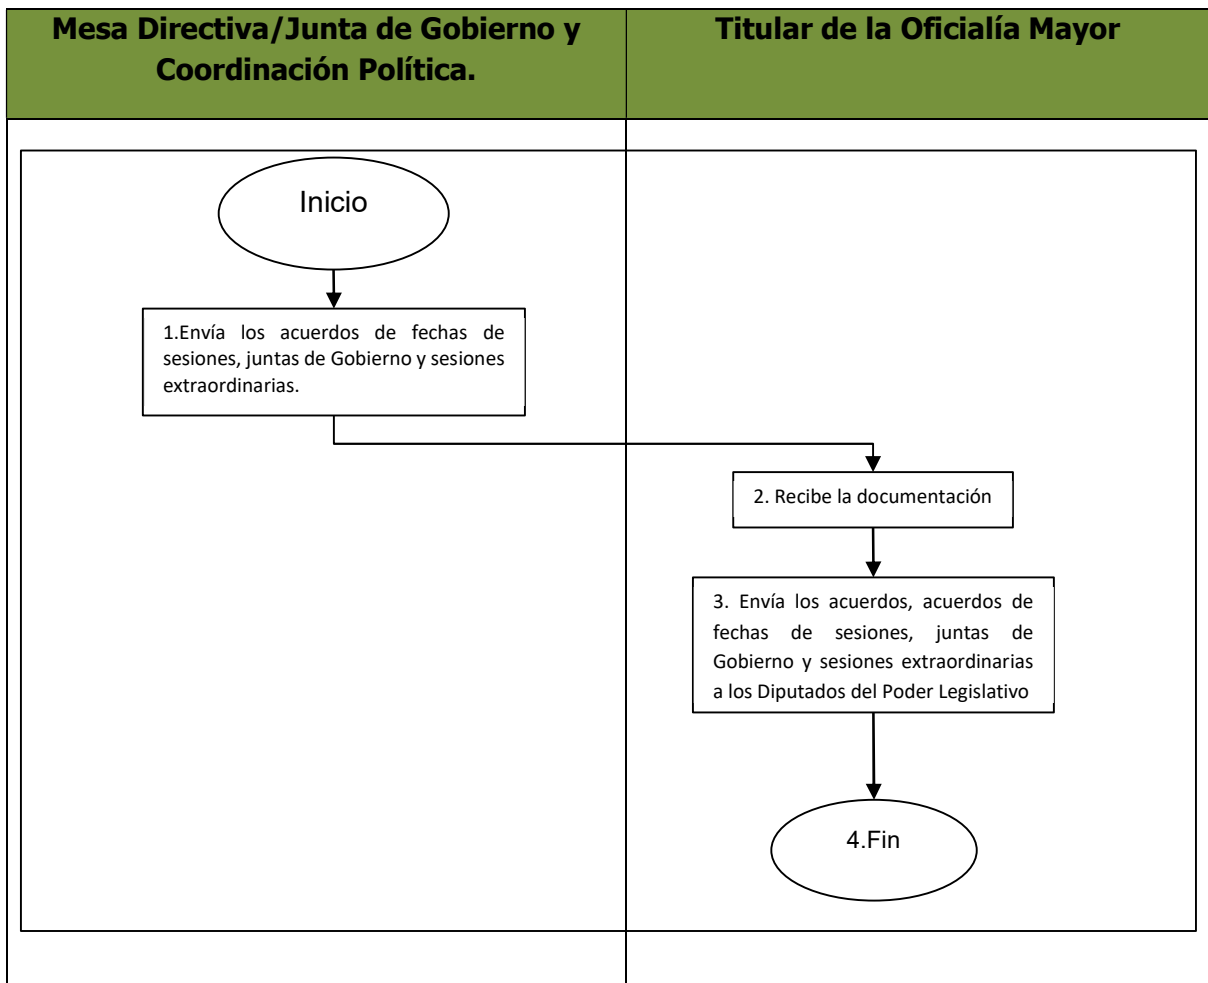 Mesa Directiva/Junta de Gobierno y
Coordinación Política.
Titular de la Oficialía Mayor
Inicio
1.Envía los acuerdos de fechas de
sesiones, juntas de Gobierno y sesiones
extraordinarias.
2. Recibe la documentación
3. Envía los acuerdos, acuerdos de
fechas de sesiones, juntas de
Gobierno y sesiones extraordinarias
a los Diputados del Poder Legislativo
4.Fin